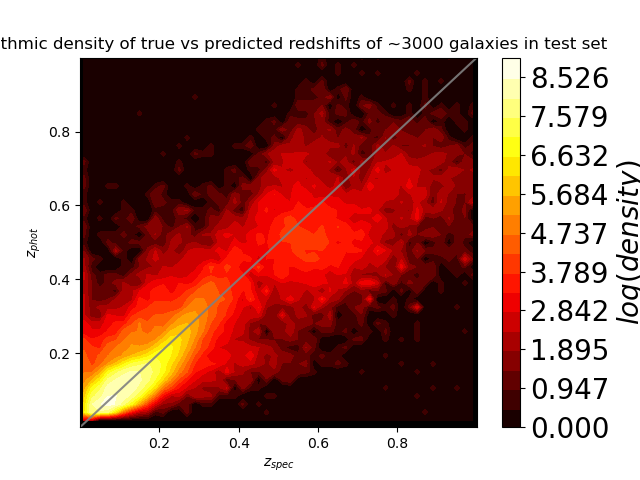 thmic density of true vs predicted redshifts of ~3000 galaxies in test set
z_phot
0.8
0.6
0.4
0.2
0.2 0.4 0.6 0.8
z_spec
8.526
7.579
6.632
5.684
4.737
3.789
2.842
1.895
0.947
0.000
log(density)